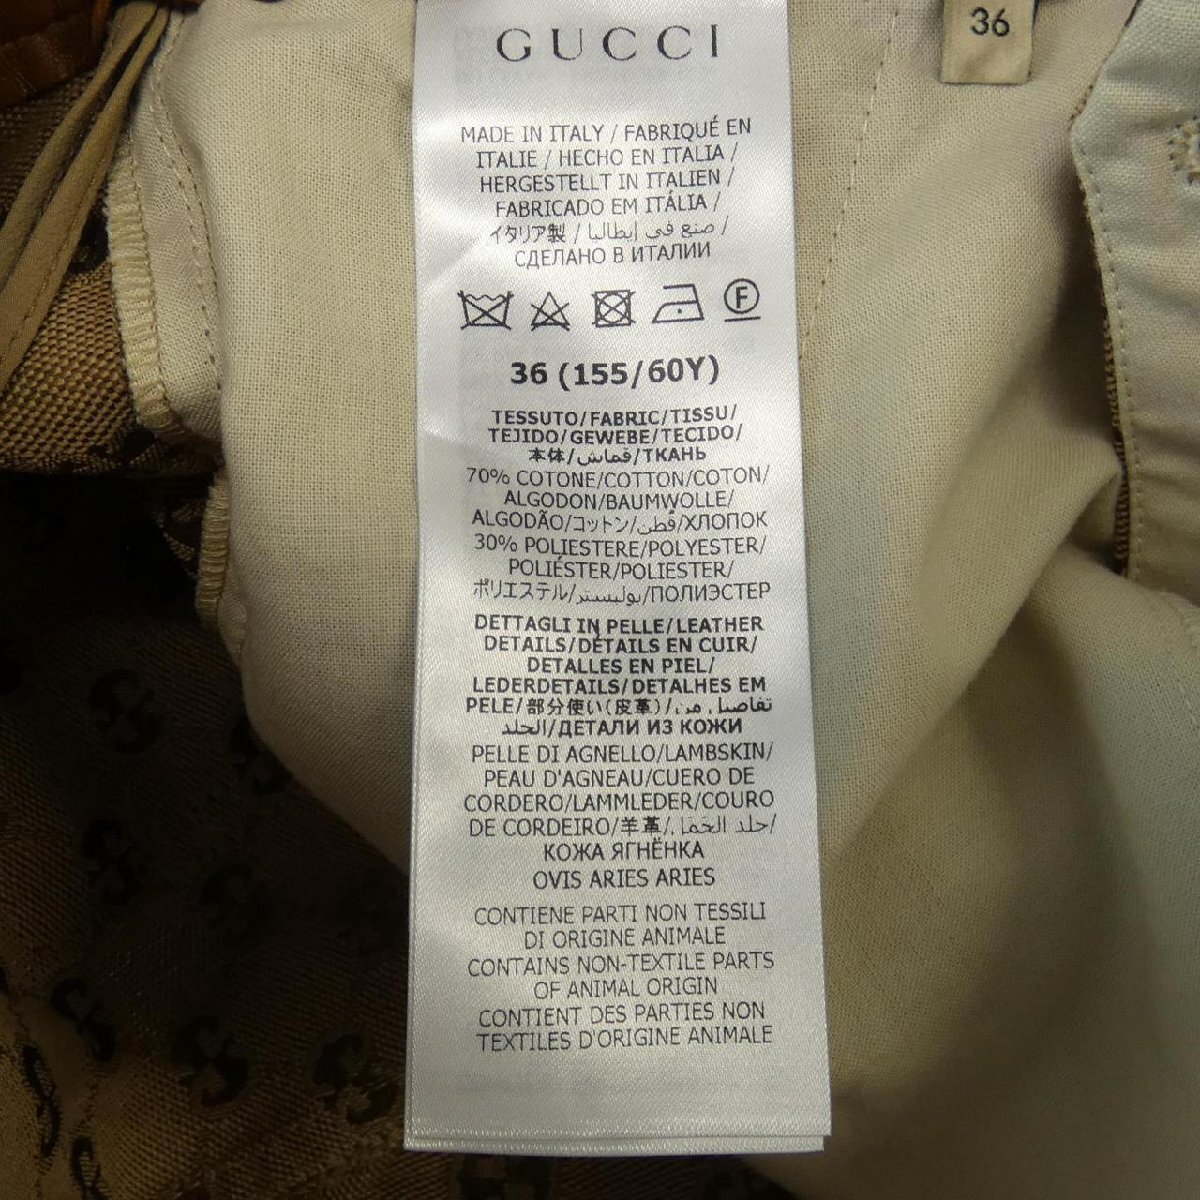 GUCCI
36
MADE IN ITALY / FABRIQUÉ EN
ITALIE / HECHO EN ITALIA /
HERGESTELLT IN ITALIEN /
FABRICADO EM ITÁLIA /
イタリア製 / صنع في إيطاليا /
СДЕЛАНО В ИТАЛИИ
F
36 (155/60Y)
TESSUTO/FABRIC/TISSU/
TEJIDO/GEWEBE/TECIDO/
本体/قماش/ТКАНЬ
70% COTONE/COTTON/COTON/
ALGODON/BAUMWOLLE/
ALGODÃO/コットン/قطن/ХЛОПОК
30% POLIESTERE/POLYESTER/
POLIÉSTER/POLIESTER/
ポリエステル/بوليستر/ПОЛИЭСТЕР
DETTAGLI IN PELLE/LEATHER
DETAILS/DÉTAILS EN CUIR/
DETALLES EN PIEL/
LEDERDETAILS/DETALHES EM
PELE/部分使い(皮革)/تفاصيل من
الجلد/ДЕТАЛИ ИЗ КОЖИ
PELLE DI AGNELLO/LAMBSKIN/
PEAU D'AGNEAU/CUERO DE
CORDERO/LAMMLEDER/COURO
DE CORDEIRO/羊革/جلد الحمل/
КОЖА ЯГНЁНКА
OVIS ARIES ARIES
CONTIENE PARTI NON TESSILI
DI ORIGINE ANIMALE
CONTAINS NON-TEXTILE PARTS
OF ANIMAL ORIGIN
CONTIENT DES PARTIES NON
TEXTILES D'ORIGINE ANIMALE